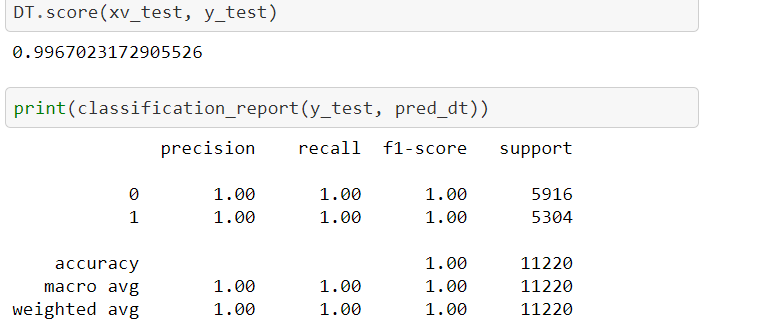 DT.score(xv_test, y_test)
0.9967023172905526
print(classification_report(y_test, pred_dt))
precision recall f1-score support
0 1.00 1.00 1.00 5916
1 1.00 1.00 1.00 5304
accuracy 1.00 11220
macro avg 1.00 1.00 1.00 11220
weighted avg 1.00 1.00 1.00 11220